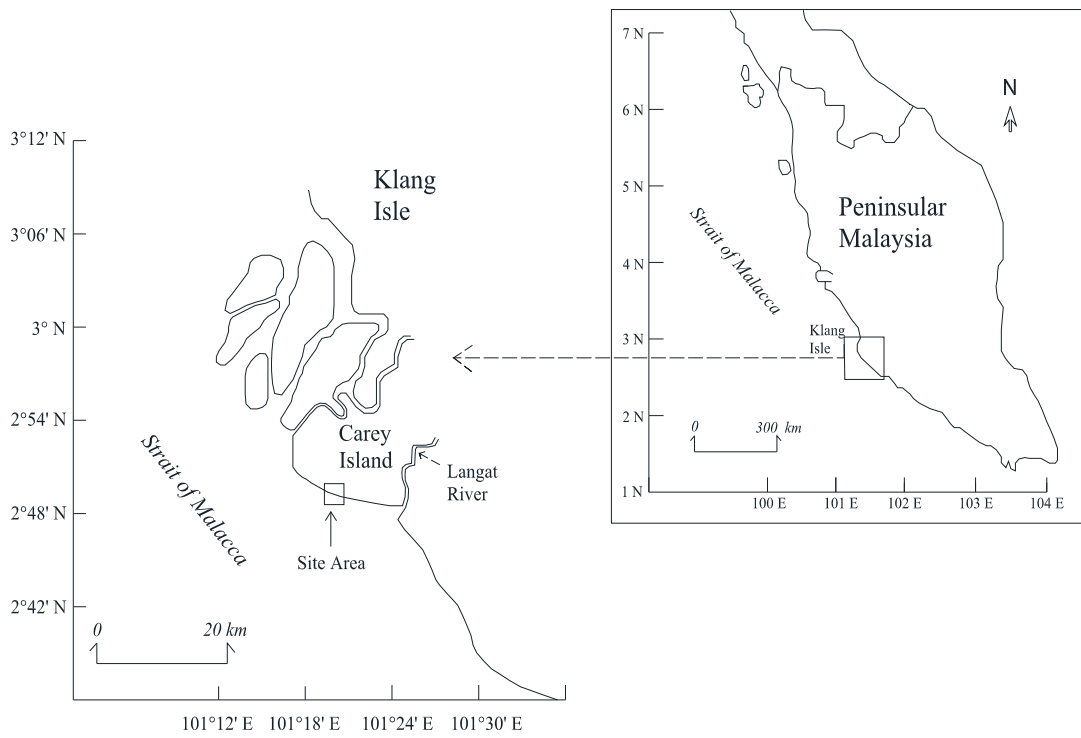 3°12' N
3°06' N
3° N
2°54' N
2°48' N
2°42' N
Klang
Isle
Carey
Island
Langat
River
Strait of Malacca
Site Area
0 20 km
101°12' E 101°18' E 101°24' E 101°30' E
7 N
6 N
5 N
4 N
3 N
2 N
1 N
N
Peninsular
Malaysia
Strait of Malacca
Klang
Isle
0 300 km
100 E 101 E 102 E 103 E 104 E